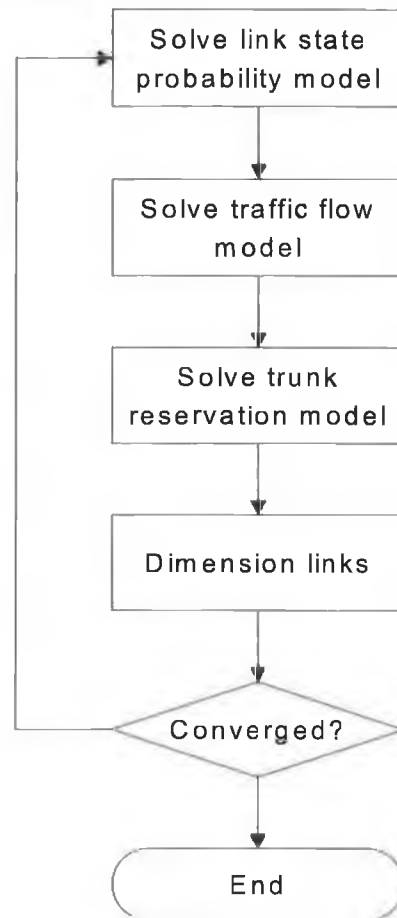 Solve link state
probability model
Solve traffic flow
model
Solve trunk
reservation model
Dimension links
Converged?
End